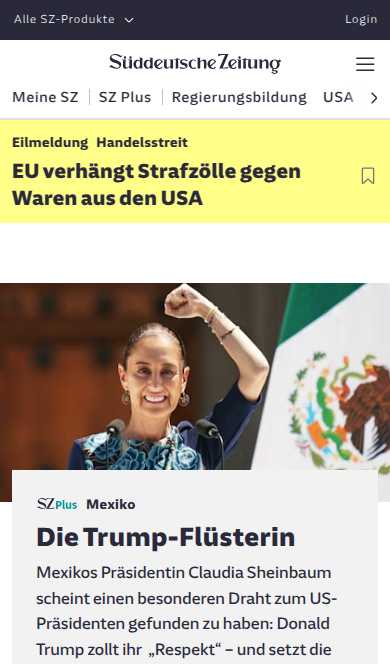 Alle SZ-Produkte Login
Süddeutsche Zeitung
Meine SZ SZ Plus Regierungsbildung USA
Eilmeldung Handelsstreit
EU verhängt Strafzölle gegen
Waren aus den USA
SZ Plus Mexiko
Die Trump-Flüsterin
Mexikos Präsidentin Claudia Sheinbaum
scheint einen besonderen Draht zum US-
Präsidenten gefunden zu haben: Donald
Trump zollt ihr „Respekt“ – und setzt die